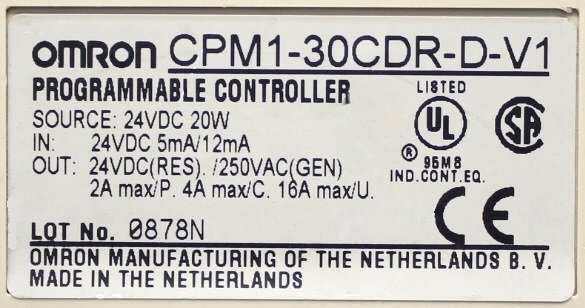 OMRON CPM1-30CDR-D-V1
PROGRAMMABLE CONTROLLER
SOURCE: 24VDC 20W
IN: 24VDC 5mA/12mA
OUT: 24VDC(RES). /250VAC(GEN)
2A max/P. 4A max/C. 16A max/U.
LISTED
UL
®
95M8
IND.CONT.EQ.
SA
CE
LOT No. 0878N
OMRON MANUFACTURING OF THE NETHERLANDS B. V.
MADE IN THE NETHERLANDS